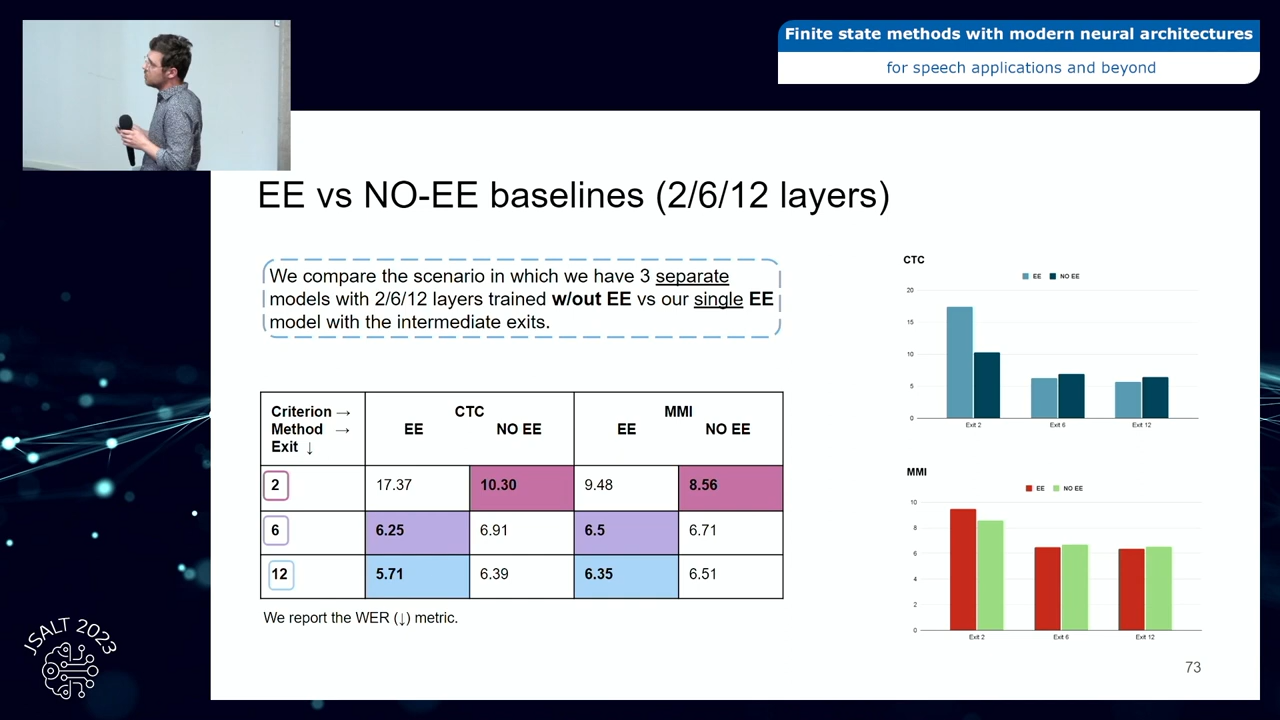 Finite state methods with modern neural architectures
for speech applications and beyond
EE vs NO-EE baselines (2/6/12 layers)
We compare the scenario in which we have 3 separate
models with 2/6/12 layers trained w/out EE vs our single EE
model with the intermediate exits.
Criterion → CTC MMI
Method → EE NO EE EE NO EE
Exit ↓
2 17.37 10.30 9.48 8.56
6 6.25 6.91 6.5 6.71
12 5.71 6.39 6.35 6.51
We report the WER (↓) metric.
CTC
EE NO EE
20
15
10
5
0
Exit 2 Exit 6 Exit 12
MMI
EE NO EE
10
8
6
4
2
0
Exit 2 Exit 6 Exit 12
73
JSALT 2023